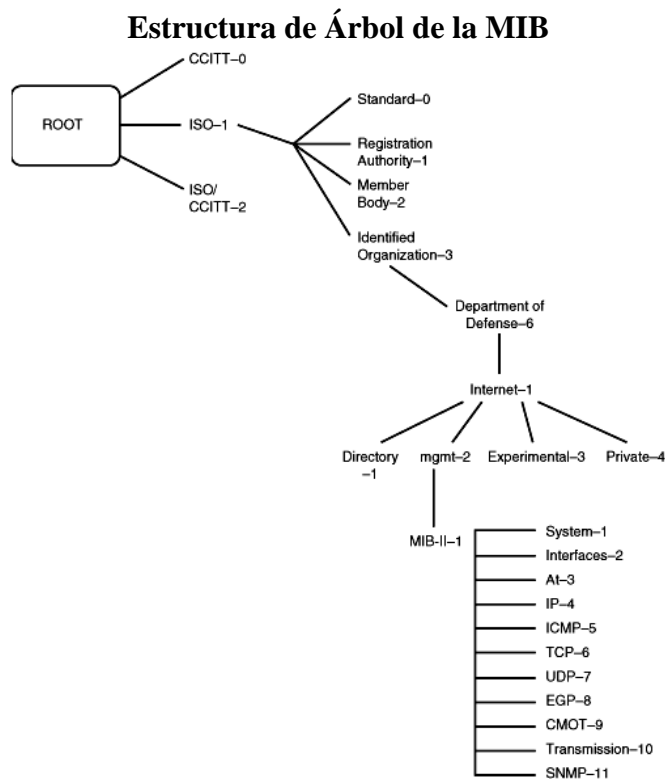 Estructura de Árbol de la MIB
CCITT–0
ROOT
ISO–1
ISO/
CCITT–2
Standard–0
Registration
Authority–1
Member
Body–2
Identified
Organization–3
Department of
Defense–6
Internet–1
Directory
–1
mgmt–2
Experimental–3
Private–4
MIB-II–1
System–1
Interfaces–2
At–3
IP–4
ICMP–5
TCP–6
UDP–7
EGP–8
CMOT–9
Transmission–10
SNMP–11